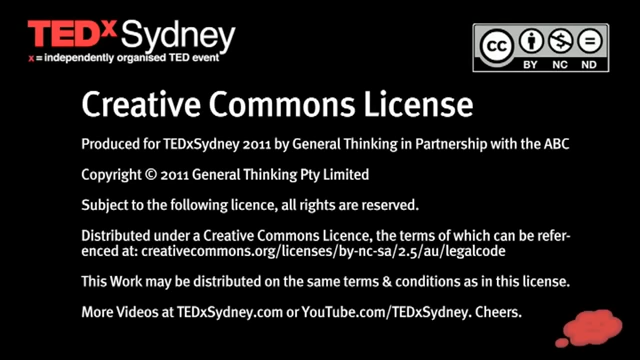 TEDxSydney
x = independently organised TED event
cc
BY NC ND
Creative Commons License
Produced for TEDxSydney 2011 by General Thinking in Partnership with the ABC
Copyright © 2011 General Thinking Pty Limited
Subject to the following licence, all rights are reserved.
Distributed under a Creative Commons Licence, the terms of which can be refer-
enced at: creativecommons.org/licenses/by-nc-sa/2.5/au/legalcode
This Work may be distributed on the same terms & conditions as in this license.
More Videos at TEDxSydney.com or YouTube.com/TEDxSydney. Cheers.